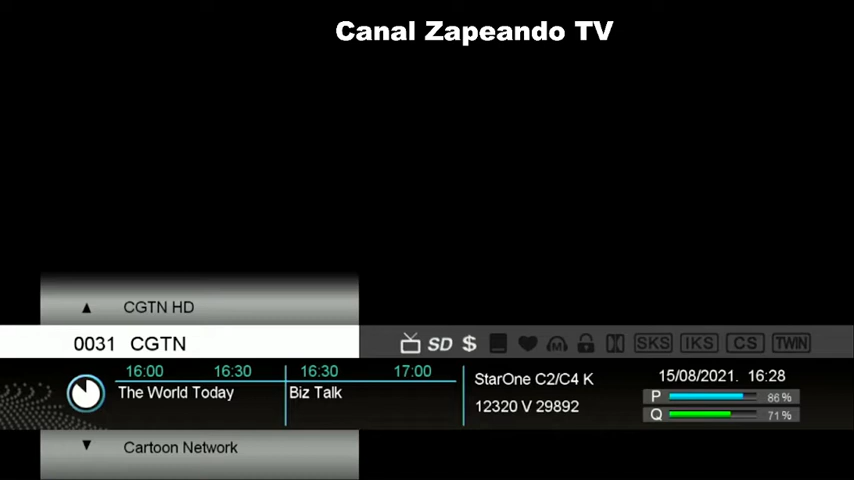 Canal Zapeando TV
CGTN HD
0031 CGTN SD $ SKS IKS CS TWIN
16:00 16:30 16:30 17:00
The World Today Biz Talk
StarOne C2/C4 K
12320 V 29892
15/08/2021. 16:28
P 86%
Q 71%
Cartoon Network